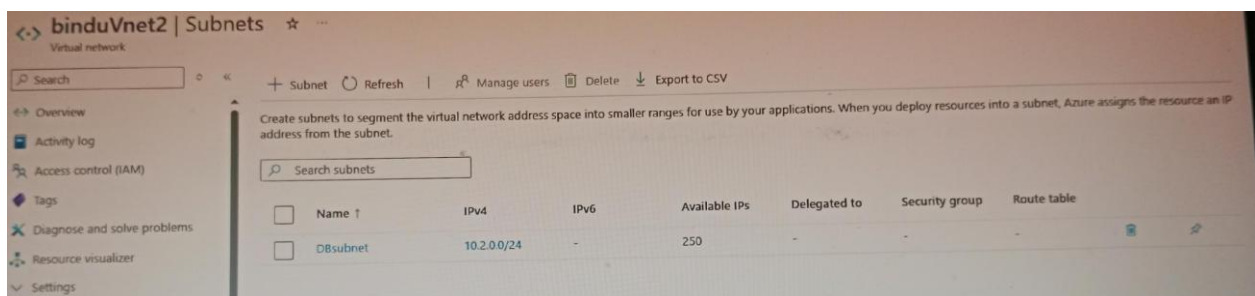 binduVnet2 | Subnets
Virtual network
Search
+ Subnet Refresh | Manage users Delete Export to CSV
Overview
Activity log
Access control (IAM)
Tags
Diagnose and solve problems
Resource visualizer
Settings
Create subnets to segment the virtual network address space into smaller ranges for use by your applications. When you deploy resources into a subnet, Azure assigns the resource an IP
address from the subnet.
Search subnets
Name ↑ IPv4 IPv6 Available IPs Delegated to Security group Route table
DBsubnet 10.2.0.0/24 - 250 - - -